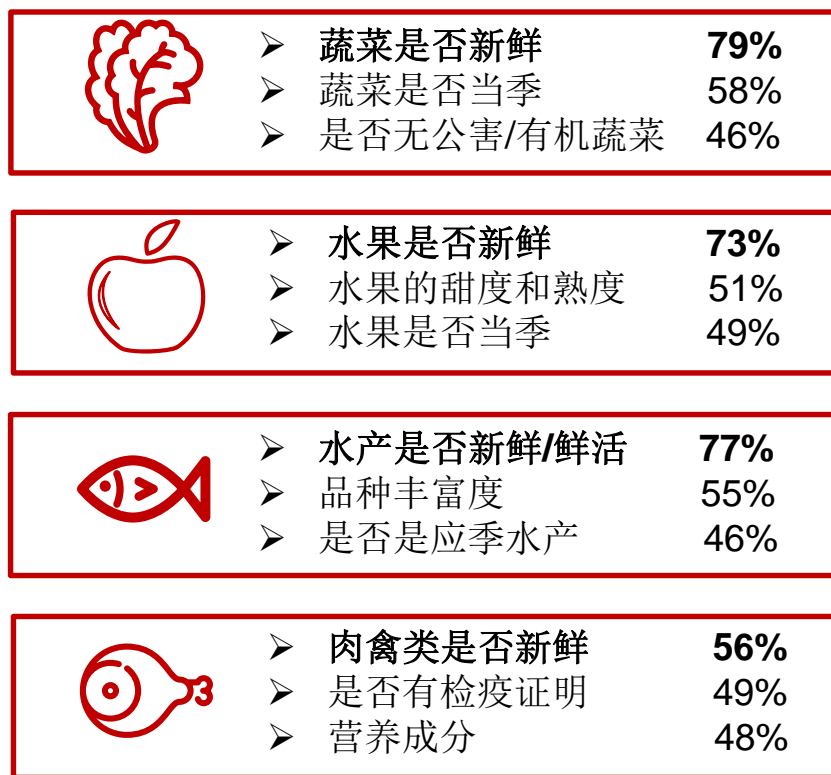 ➢ 蔬菜是否新鲜 79%
➢ 蔬菜是否当季 58%
➢ 是否无公害/有机蔬菜 46%
➢ 水果是否新鲜 73%
➢ 水果的甜度和熟度 51%
➢ 水果是否当季 49%
➢ 水产是否新鲜/鲜活 77%
➢ 品种丰富度 55%
➢ 是否是应季水产 46%
➢ 肉禽类是否新鲜 56%
➢ 是否有检疫证明 49%
➢ 营养成分 48%